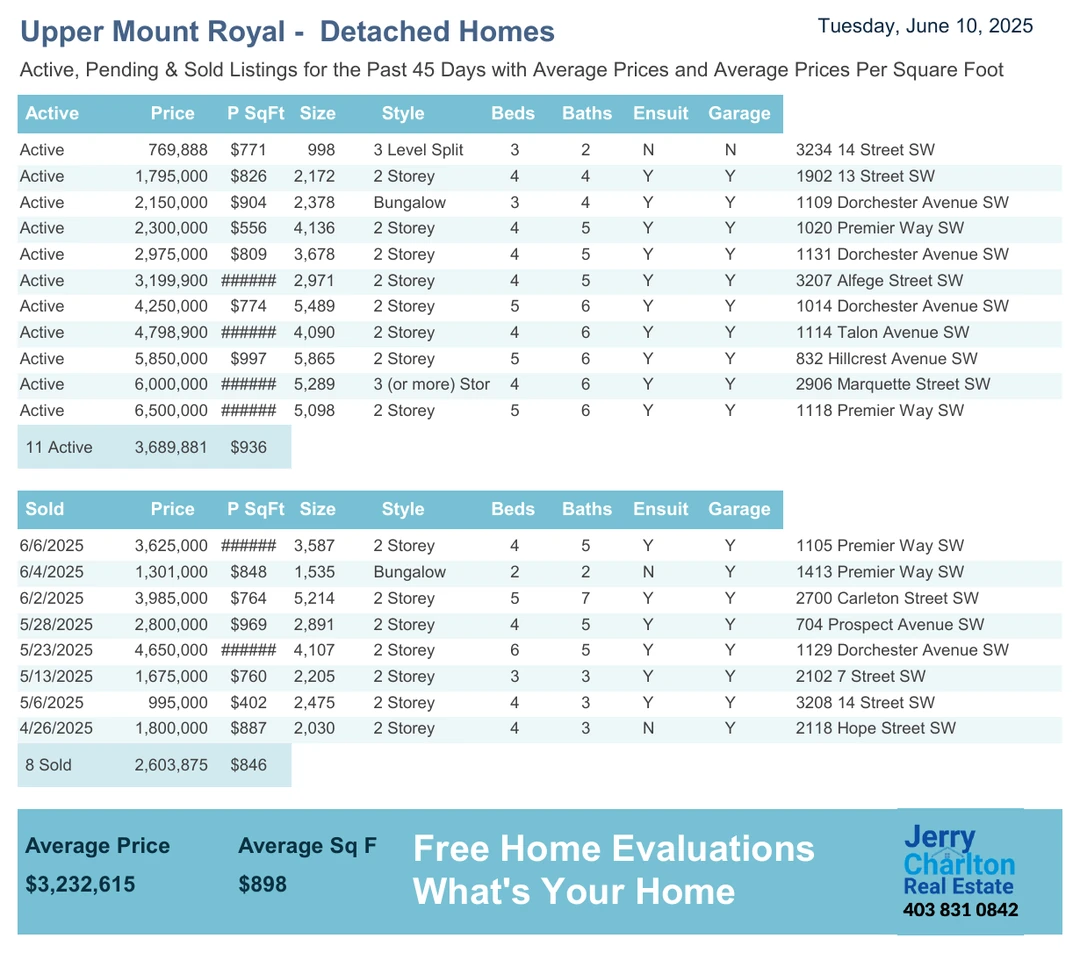 Upper Mount Royal - Detached Homes
Tuesday, June 10, 2025
Active, Pending & Sold Listings for the Past 45 Days with Average Prices and Average Prices Per Square Foot
Active Price P SqFt Size Style Beds Baths Ensuit Garage
Active 769,888 $771 998 3 Level Split 3 2 N N 3234 14 Street SW
Active 1,795,000 $826 2,172 2 Storey 4 4 Y Y 1902 13 Street SW
Active 2,150,000 $904 2,378 Bungalow 3 4 Y Y 1109 Dorchester Avenue SW
Active 2,300,000 $556 4,136 2 Storey 4 5 Y Y 1020 Premier Way SW
Active 2,975,000 $809 3,678 2 Storey 4 5 Y Y 1131 Dorchester Avenue SW
Active 3,199,900 ###### 2,971 2 Storey 4 5 Y Y 3207 Alfege Street SW
Active 4,250,000 $774 5,489 2 Storey 5 6 Y Y 1014 Dorchester Avenue SW
Active 4,798,900 ###### 4,090 2 Storey 4 6 Y Y 1114 Talon Avenue SW
Active 5,850,000 $997 5,865 2 Storey 5 6 Y Y 832 Hillcrest Avenue SW
Active 6,000,000 ###### 5,289 3 (or more) Stor 4 6 Y Y 2906 Marquette Street SW
Active 6,500,000 ###### 5,098 2 Storey 5 6 Y Y 1118 Premier Way SW
11 Active 3,689,881 $936
Sold Price P SqFt Size Style Beds Baths Ensuit Garage
6/6/2025 3,625,000 ###### 3,587 2 Storey 4 5 Y Y 1105 Premier Way SW
6/4/2025 1,301,000 $848 1,535 Bungalow 2 2 N Y 1413 Premier Way SW
6/2/2025 3,985,000 $764 5,214 2 Storey 5 7 Y Y 2700 Carleton Street SW
5/28/2025 2,800,000 $969 2,891 2 Storey 4 5 Y Y 704 Prospect Avenue SW
5/23/2025 4,650,000 ###### 4,107 2 Storey 6 5 Y Y 1129 Dorchester Avenue SW
5/13/2025 1,675,000 $760 2,205 2 Storey 3 3 Y Y 2102 7 Street SW
5/6/2025 995,000 $402 2,475 2 Storey 4 3 Y Y 3208 14 Street SW
4/26/2025 1,800,000 $887 2,030 2 Storey 4 3 N Y 2118 Hope Street SW
8 Sold 2,603,875 $846
Average Price Average Sq F
$3,232,615 $898
Free Home Evaluations
What's Your Home
Jerry
Charlton
Real Estate
403 831 0842